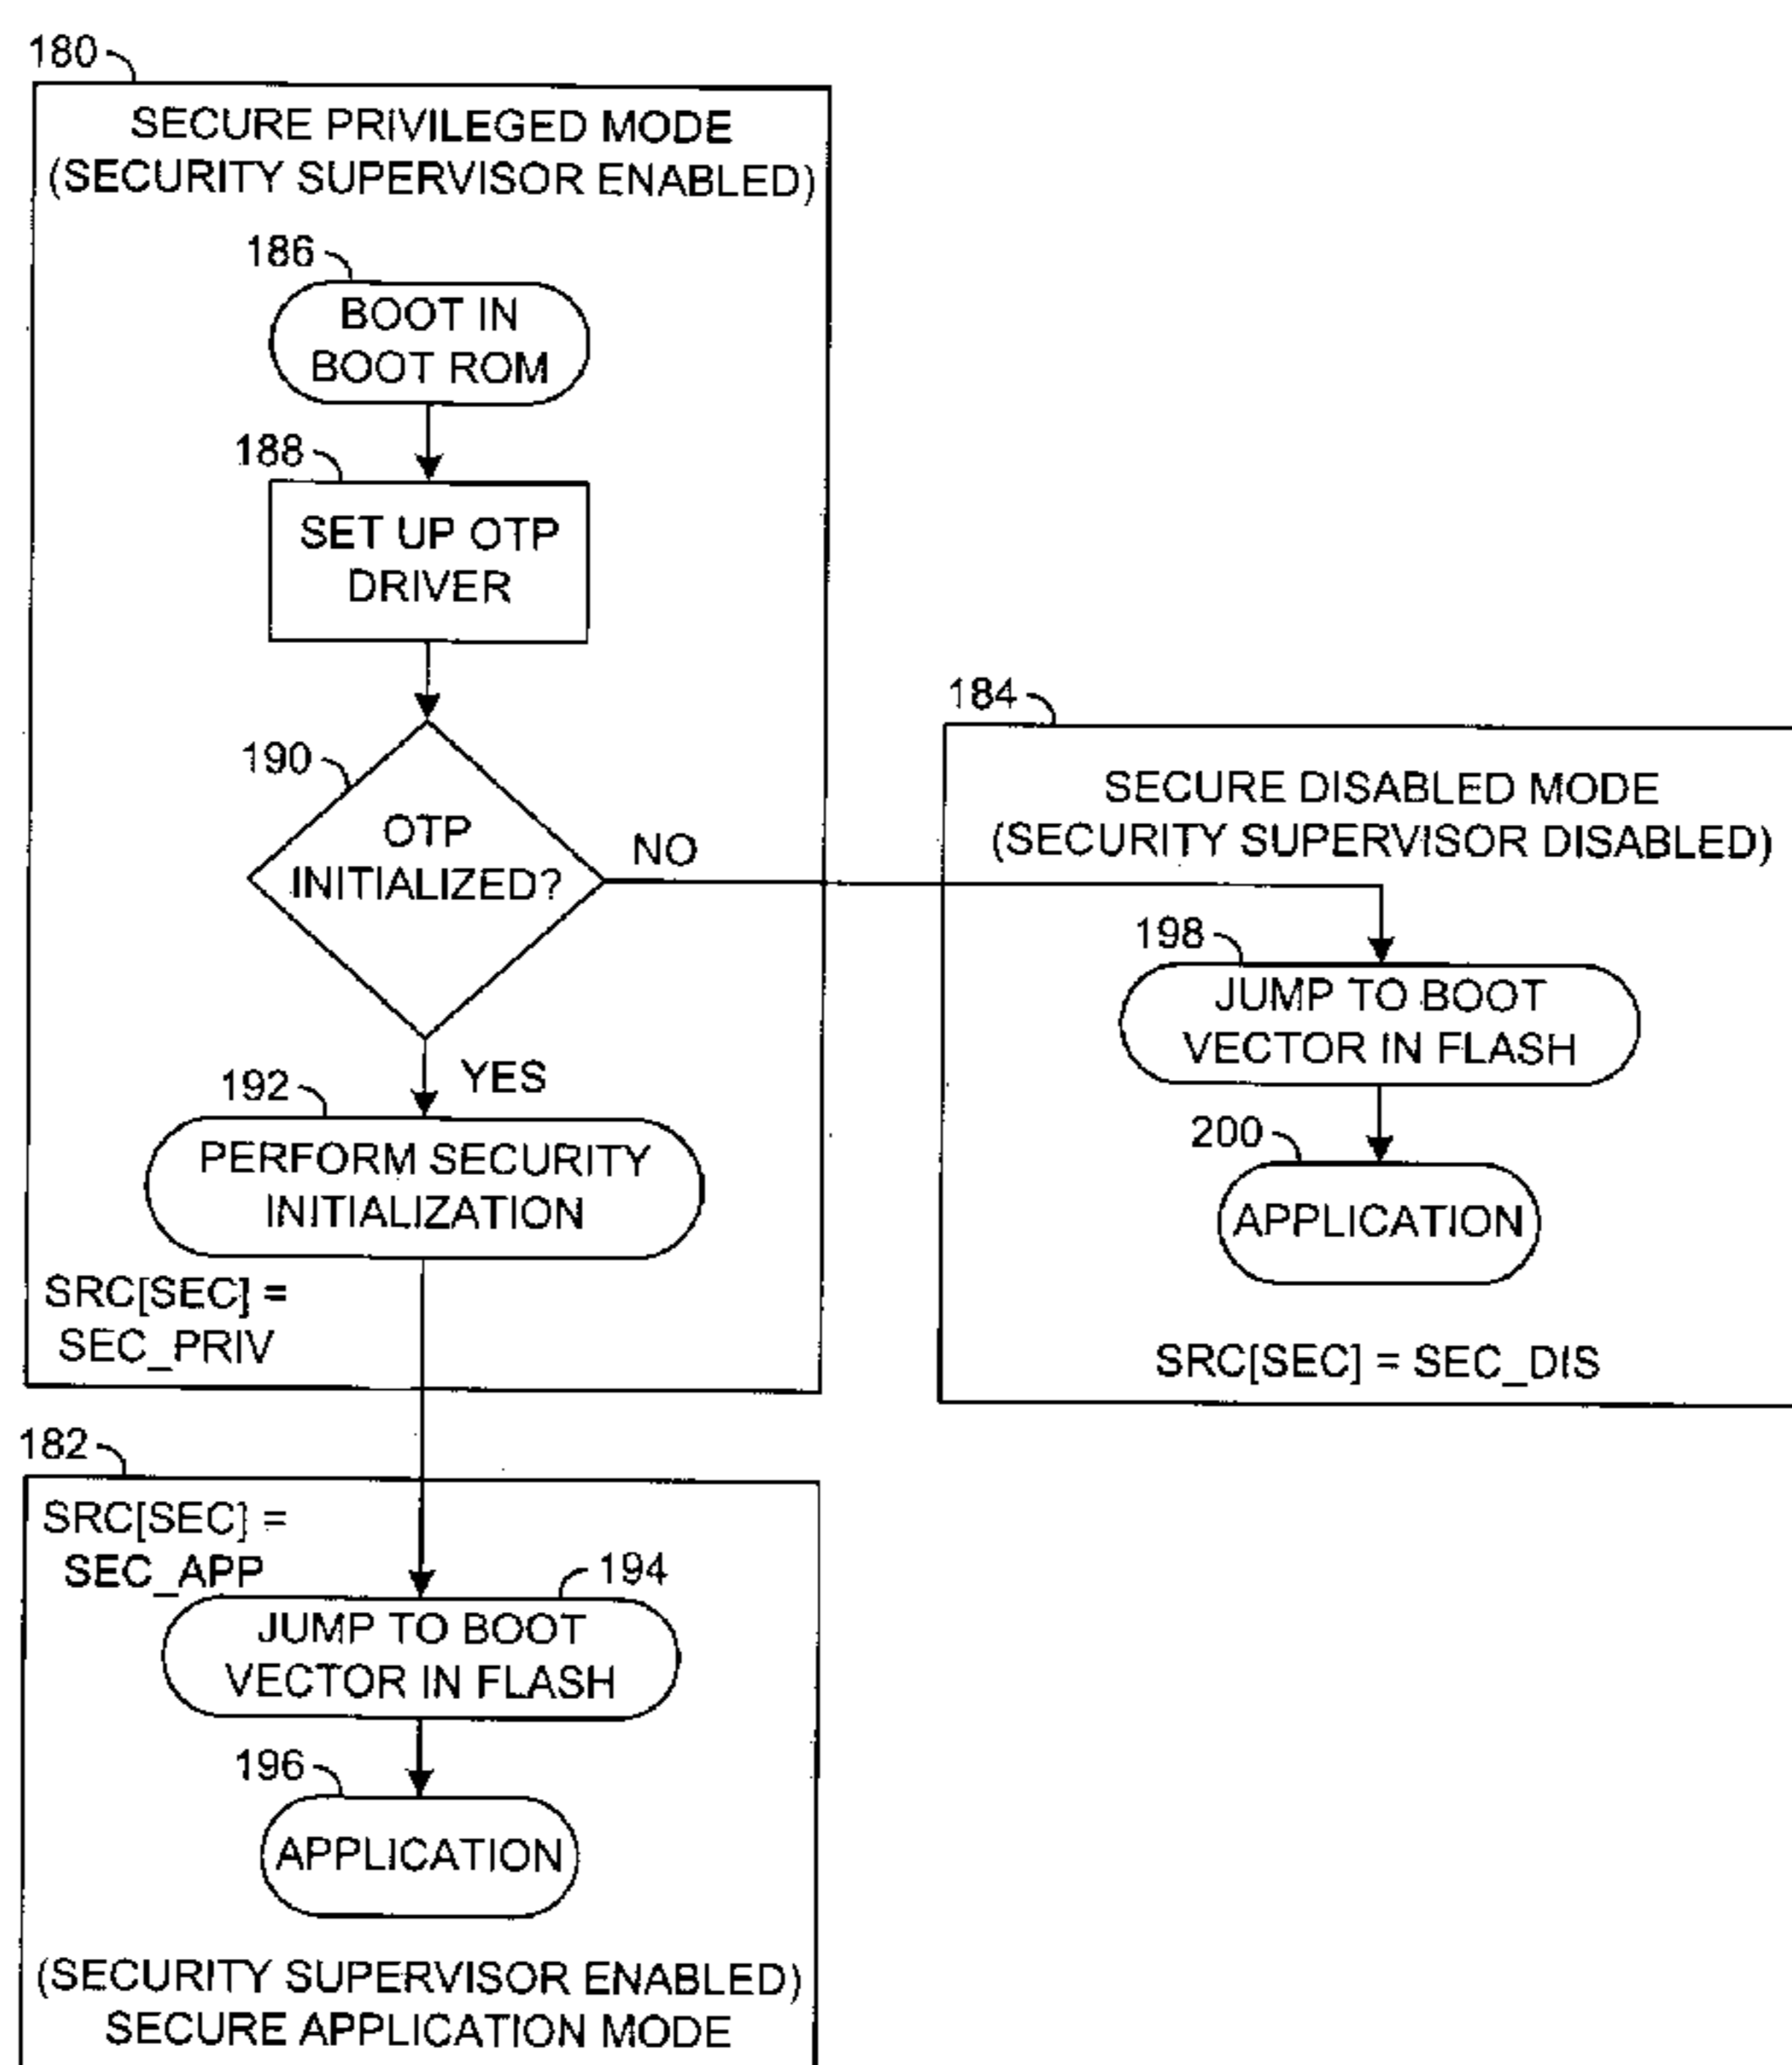 180
SECURE PRIVILEGED MODE
(SECURITY SUPERVISOR ENABLED)
186
BOOT IN
BOOT ROM
188
SET UP OTP
DRIVER
190
OTP
INITIALIZED?
NO
YES
192
PERFORM SECURITY
INITIALIZATION
SRC[SEC] =
SEC_PRIV
184
SECURE DISABLED MODE
(SECURITY SUPERVISOR DISABLED)
198
JUMP TO BOOT
VECTOR IN FLASH
200
APPLICATION
SRC[SEC] = SEC_DIS
182
SRC[SEC] =
SEC_APP
194
JUMP TO BOOT
VECTOR IN FLASH
196
APPLICATION
(SECURITY SUPERVISOR ENABLED)
SECURE APPLICATION MODE